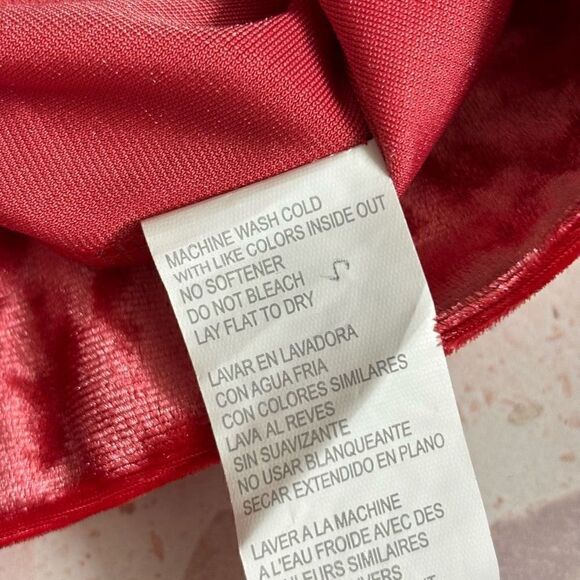 MACHINE WASH COLD
WITH LIKE COLORS INSIDE OUT
NO SOFTENER
DO NOT BLEACH
LAY FLAT TO DRY
LAVAR EN LAVADORA
CON AGUA FRIA
CON COLORES SIMILARES
LAVA AL REVES
SIN SUAVIZANTE
NO USAR BLANQUEANTE
SECAR EXTENDIDO EN PLANO
LAVER A LA MACHINE
A L'EAU FROIDE AVEC DES
SIMILAIRES